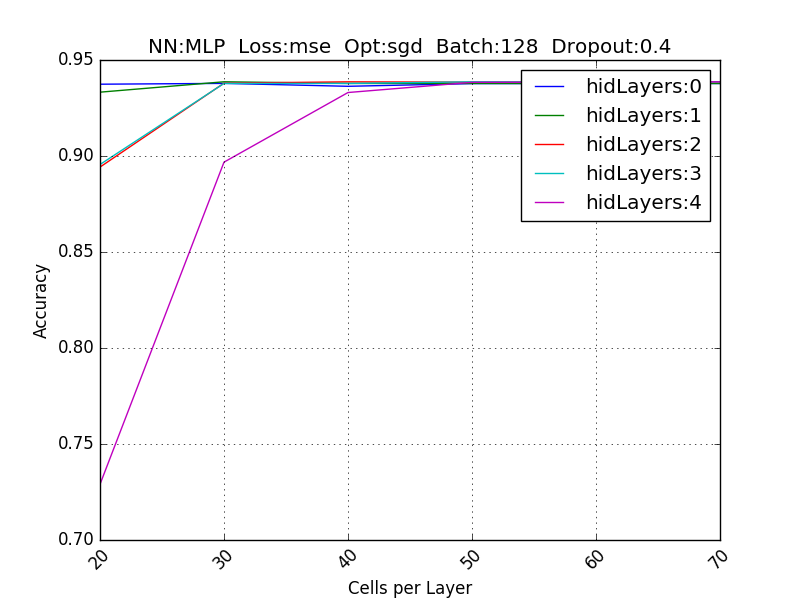 NN:MLP  Loss:mse  Opt:sgd  Batch:128  Dropout:0.4
0.95
0.90
0.85
0.80
0.75
0.70
Accuracy
hidLayers:0
hidLayers:1
hidLayers:2
hidLayers:3
hidLayers:4
20 30 40 50 60 70
Cells per Layer